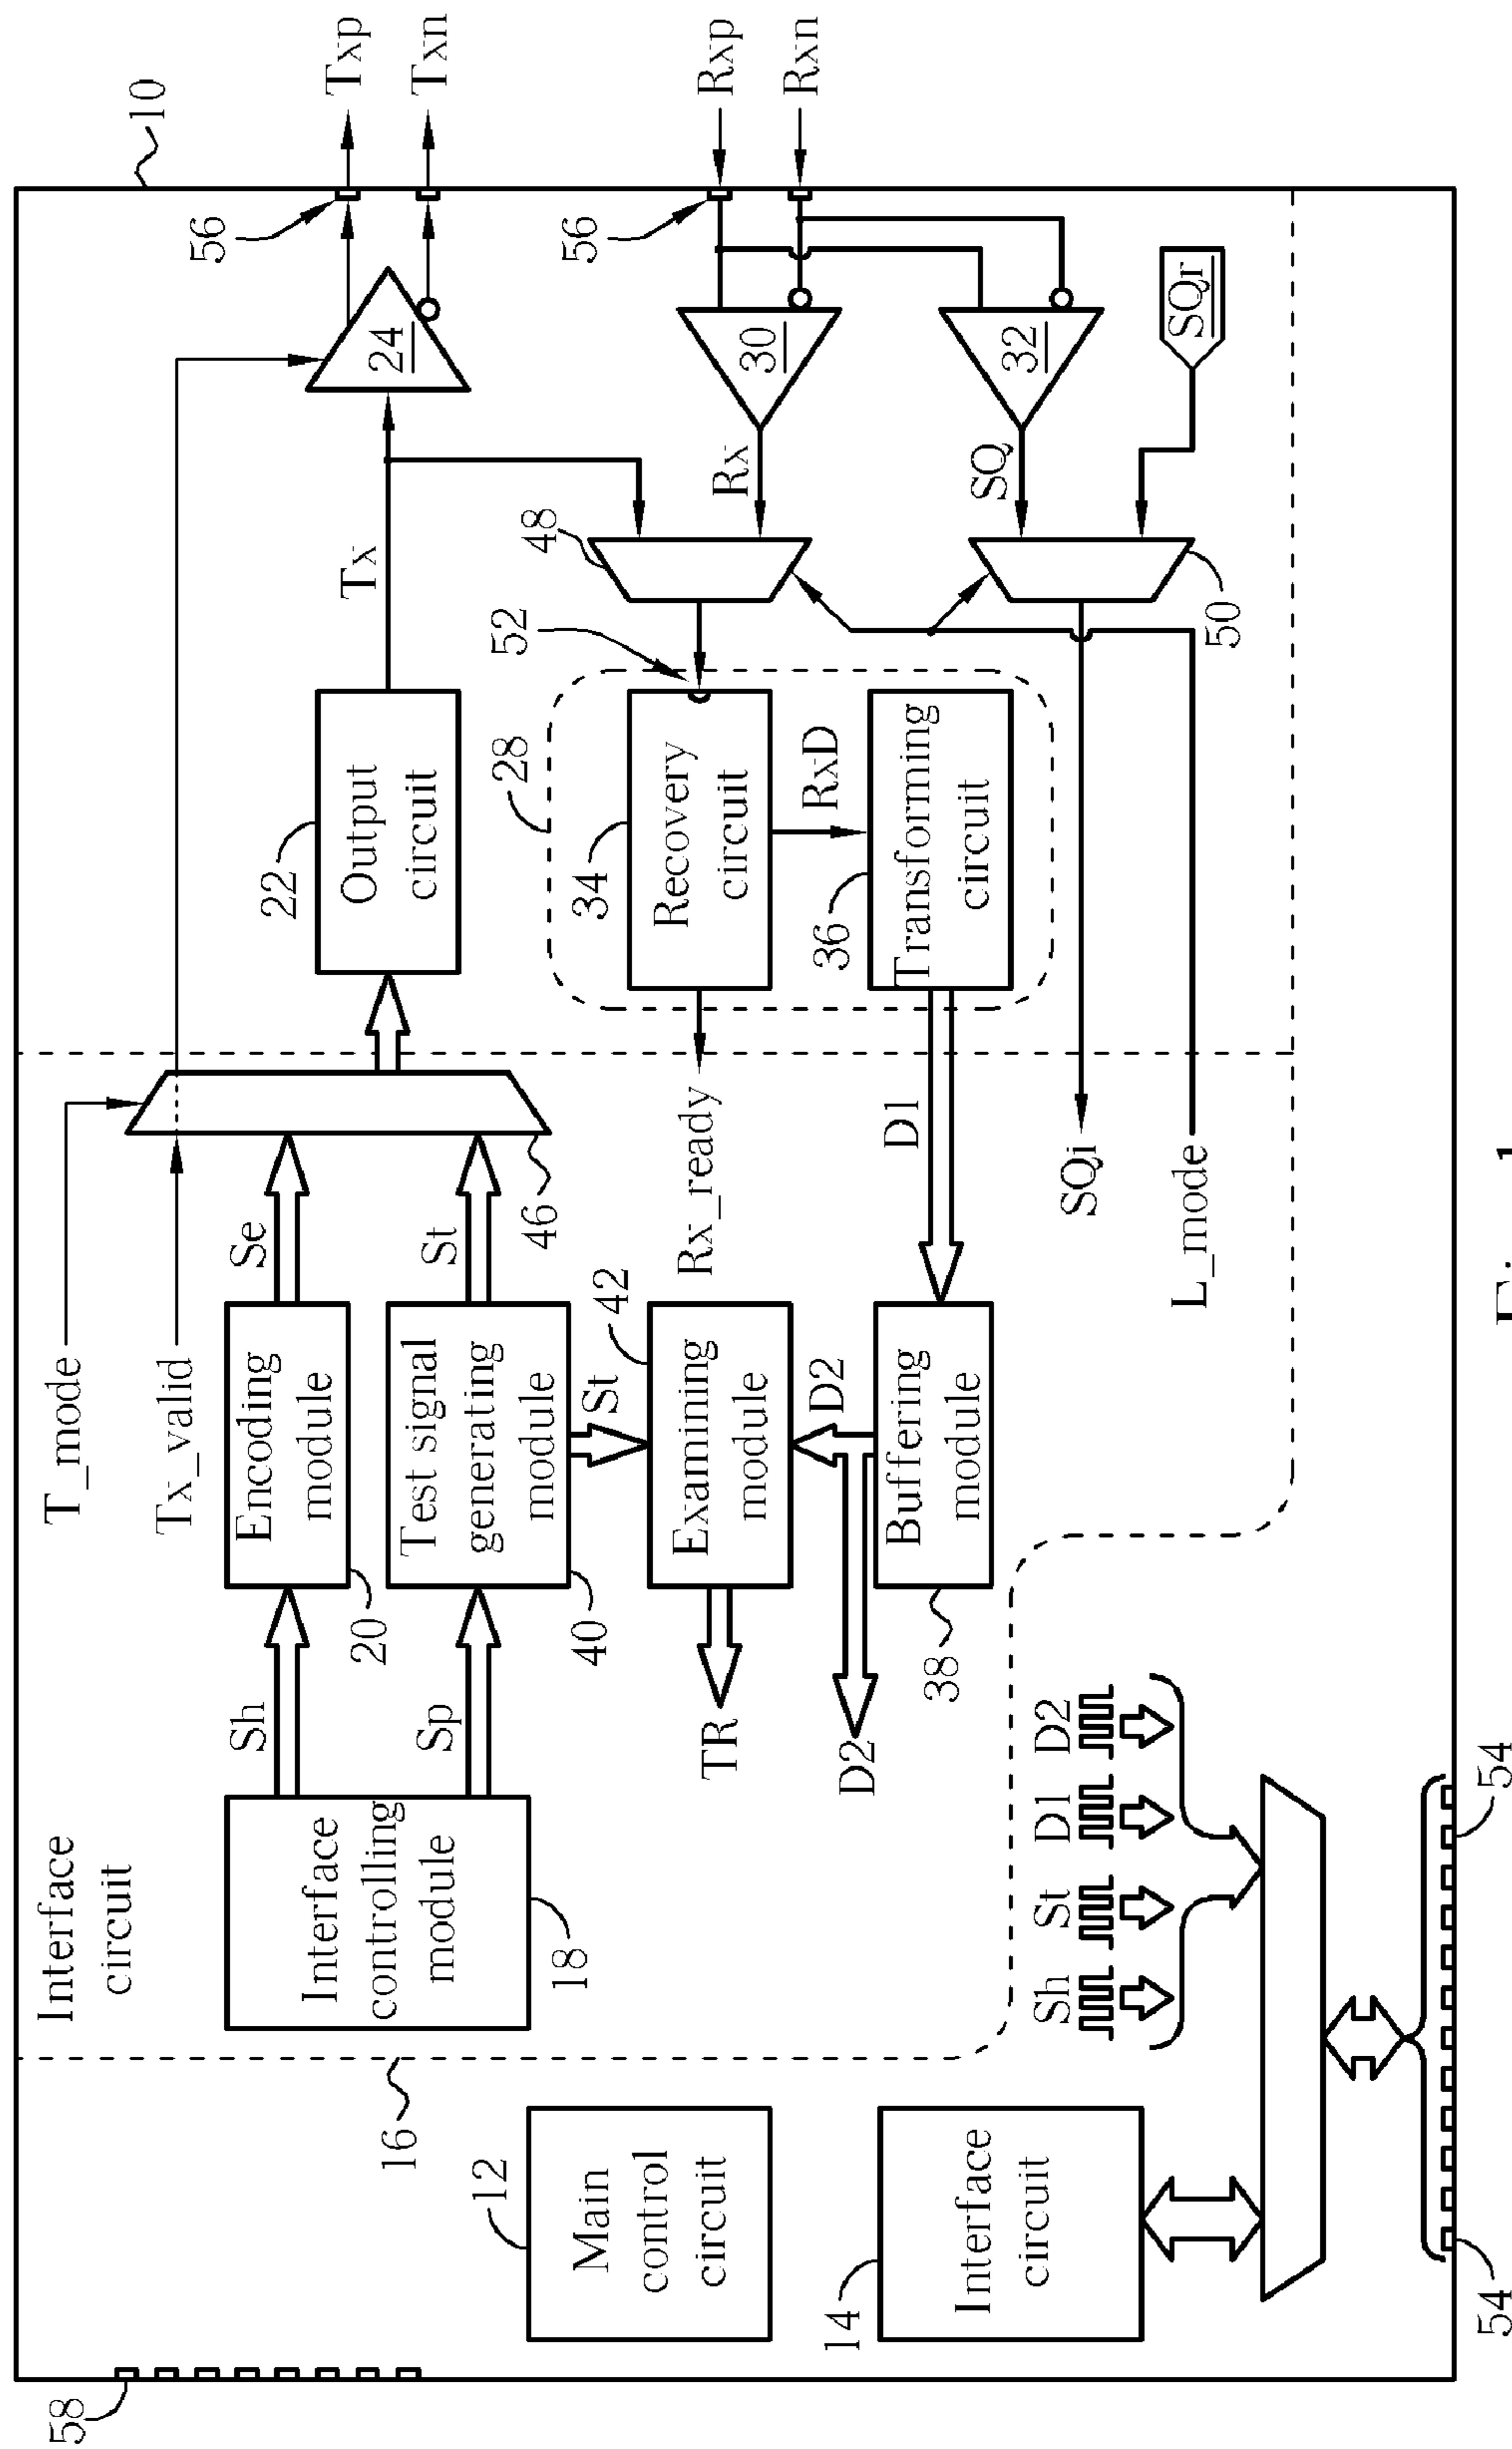 10
Txp
Txn
Rxp
Rxn
56
56
24
30
32
SQr
Tx
Rx
SQ
48
50
52
28
22
Output
circuit
34
Recovery
circuit
RxD
36
Transforming
circuit
T_mode
Tx_valid
Se
St
46
Rx_ready
D1
SQi
L_mode
Encoding
module
20
Test signal
generating
module
40
St
42
Examining
module
D2
Buffering
module
38
Sh
Sp
TR
D2
Interface
circuit
Interface
controlling
module
18
16
Sh
St
D1
D2
12
Main
control
circuit
14
Interface
circuit
54
54
58